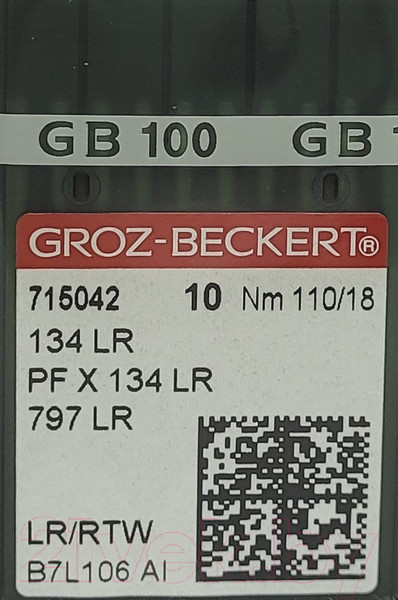 GB 100 GB 1
GROZ-BECKERT®
715042 10 Nm 110/18
134 LR
PF X 134 LR
797 LR
LR/RTW
B7L106 AI